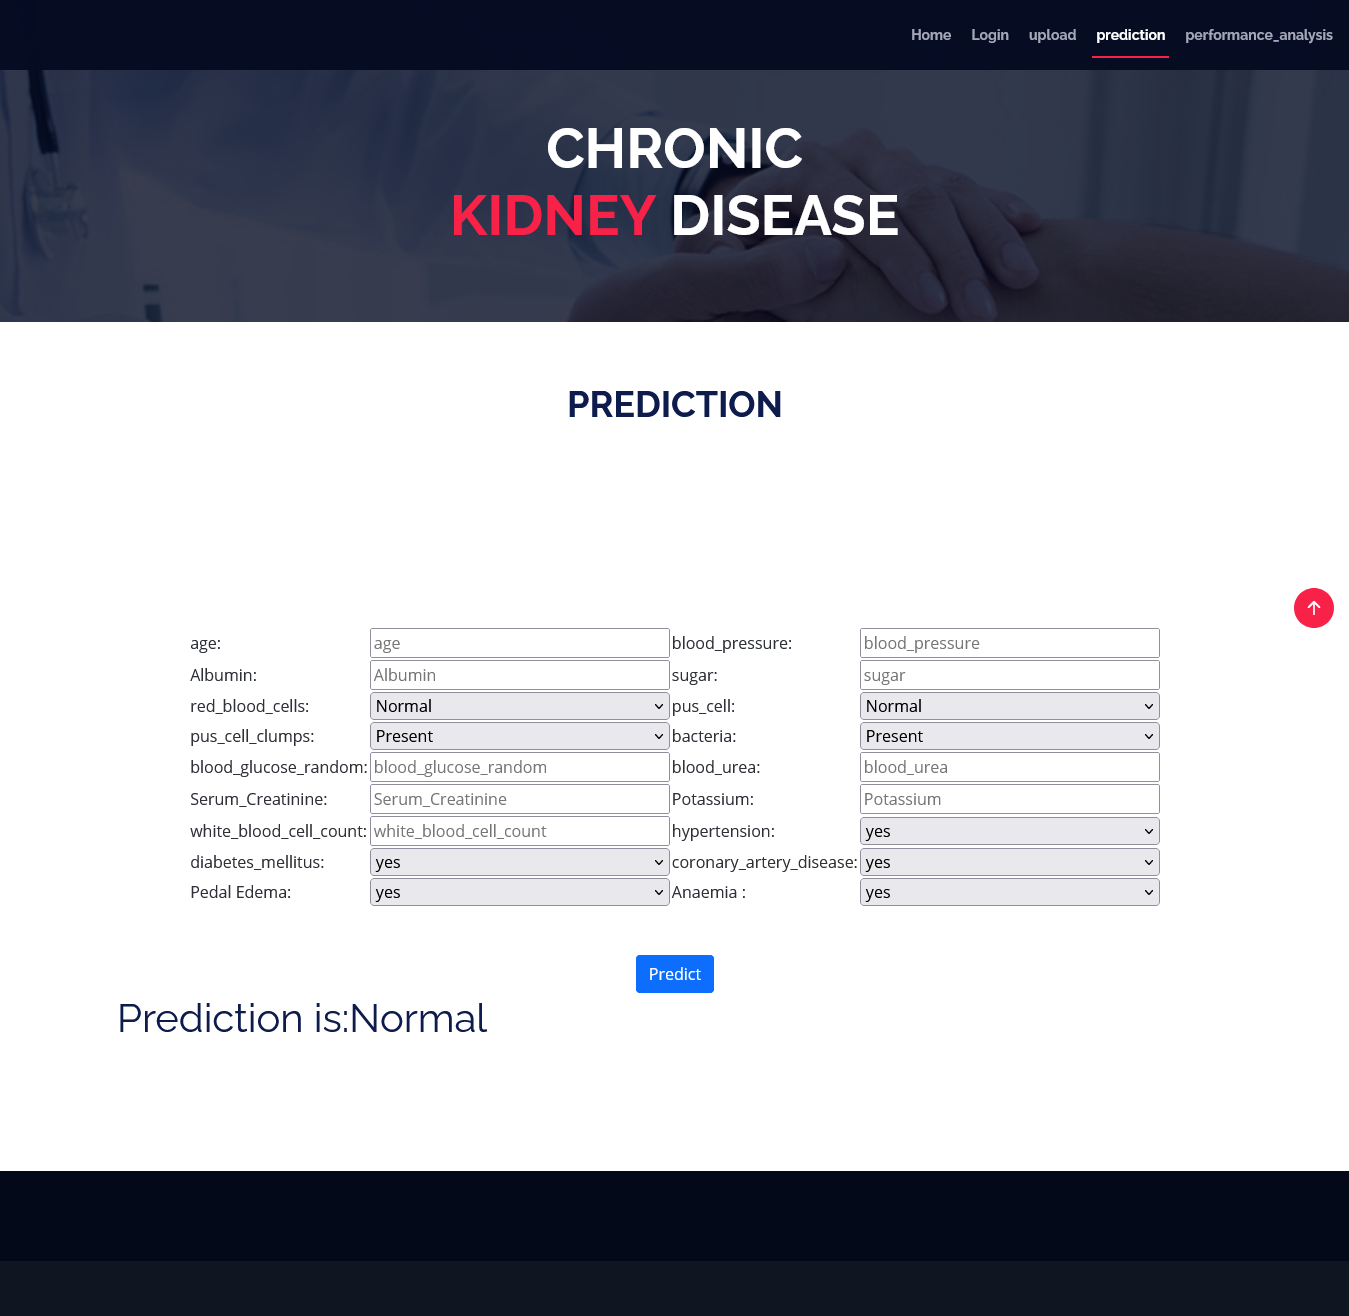 Home Login upload prediction performance_analysis
CHRONIC
KIDNEY DISEASE
PREDICTION
age: age blood_pressure: blood_pressure
Albumin: Albumin sugar: sugar
red_blood_cells: Normal pus_cell: Normal
pus_cell_clumps: Present bacteria: Present
blood_glucose_random: blood_glucose_random blood_urea: blood_urea
Serum_Creatinine: Serum_Creatinine Potassium: Potassium
white_blood_cell_count: white_blood_cell_count hypertension: yes
diabetes_mellitus: yes coronary_artery_disease: yes
Pedal Edema: yes Anaemia : yes
Predict
Prediction is:Normal